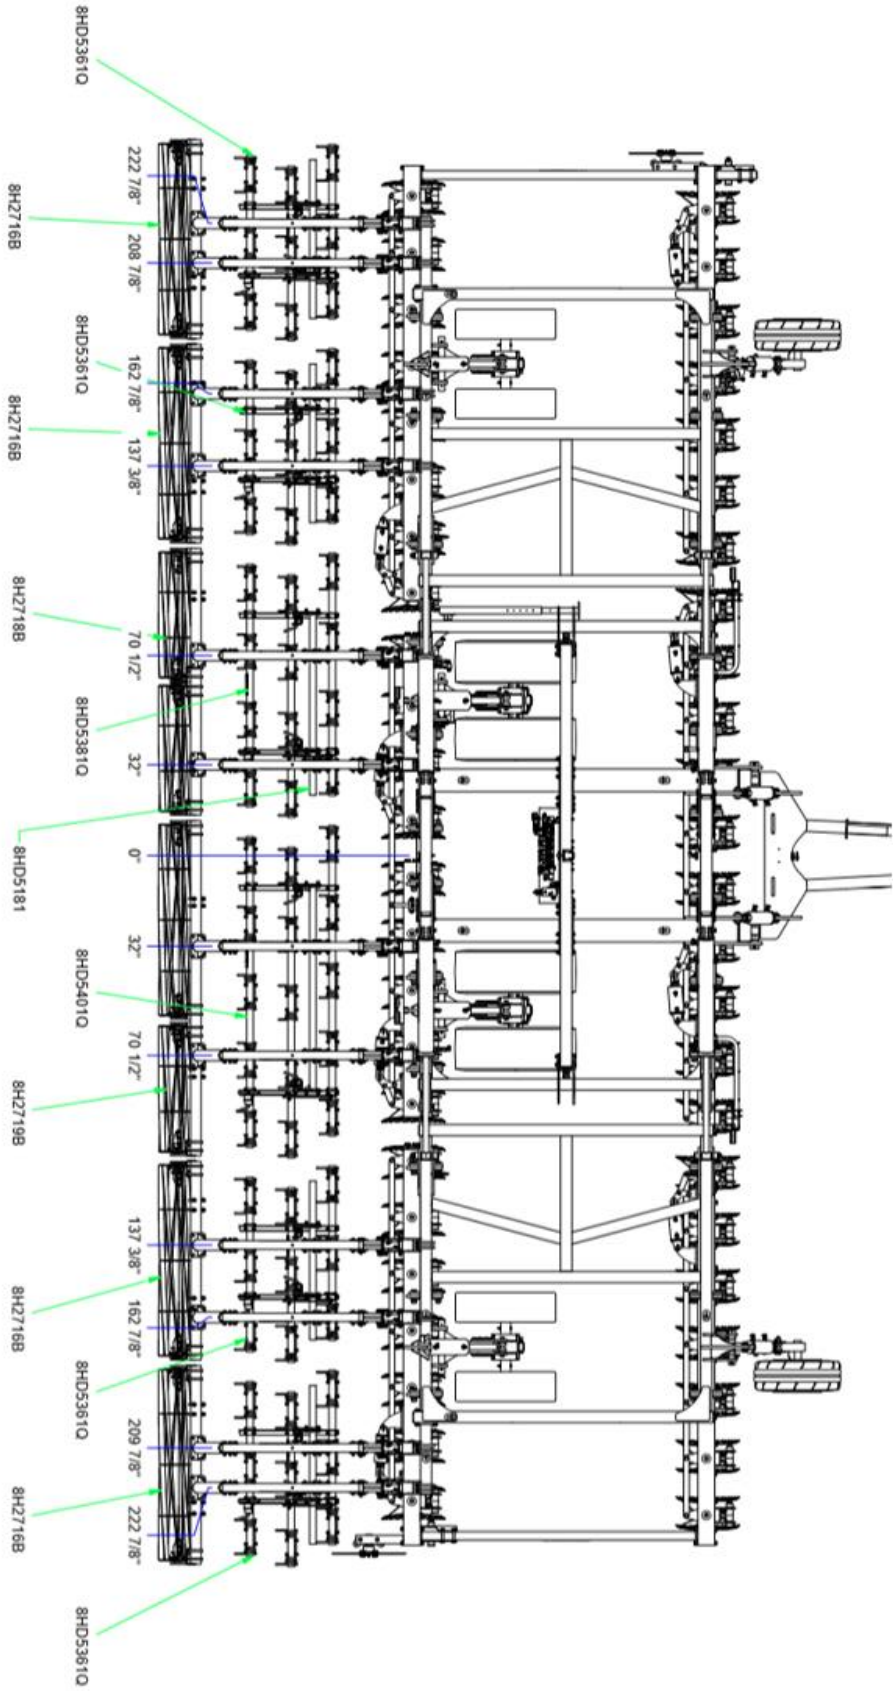 8HD5361Q
222 7/8"
8H2716B
208 7/8"
8HD5361Q
162 7/8"
8H2716B
137 3/8"
8H2718B
70 1/2"
8HD5381Q
32"
8HD5181
0"
32"
8HD5401Q
70 1/2"
8H2719B
137 3/8"
8H2716B
162 7/8"
8HD5361Q
209 7/8"
8H2716B
222 7/8"
8HD5361Q